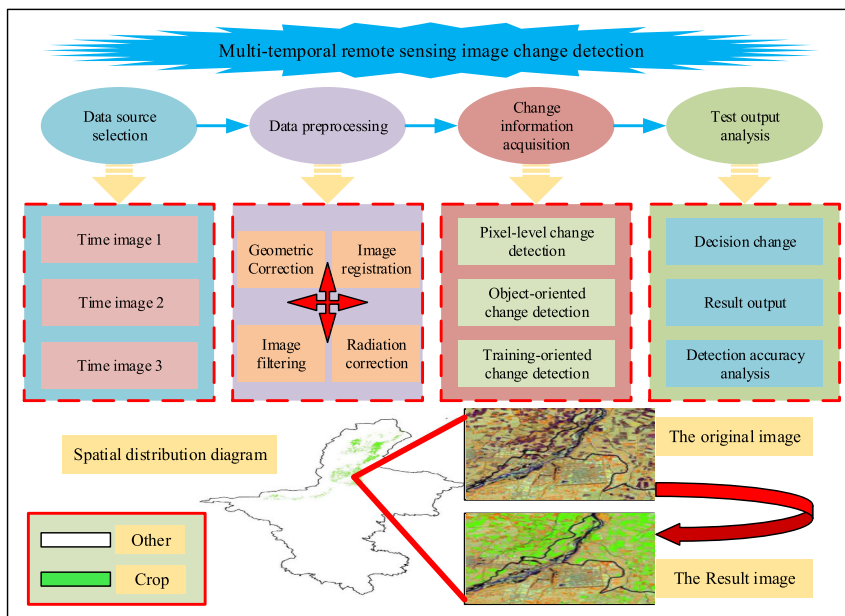 Multi-temporal remote sensing image change detection
Data source
selection
Data preprocessing
Change
information
acquisition
Test output
analysis
Time image 1
Time image 2
Time image 3
Geometric
Correction
Image
registration
Image
filtering
Radiation
correction
Pixel-level change
detection
Object-oriented
change detection
Training-oriented
change detection
Decision change
Result output
Detection accuracy
analysis
Spatial distribution diagram
The original image
Other
Crop
The Result image